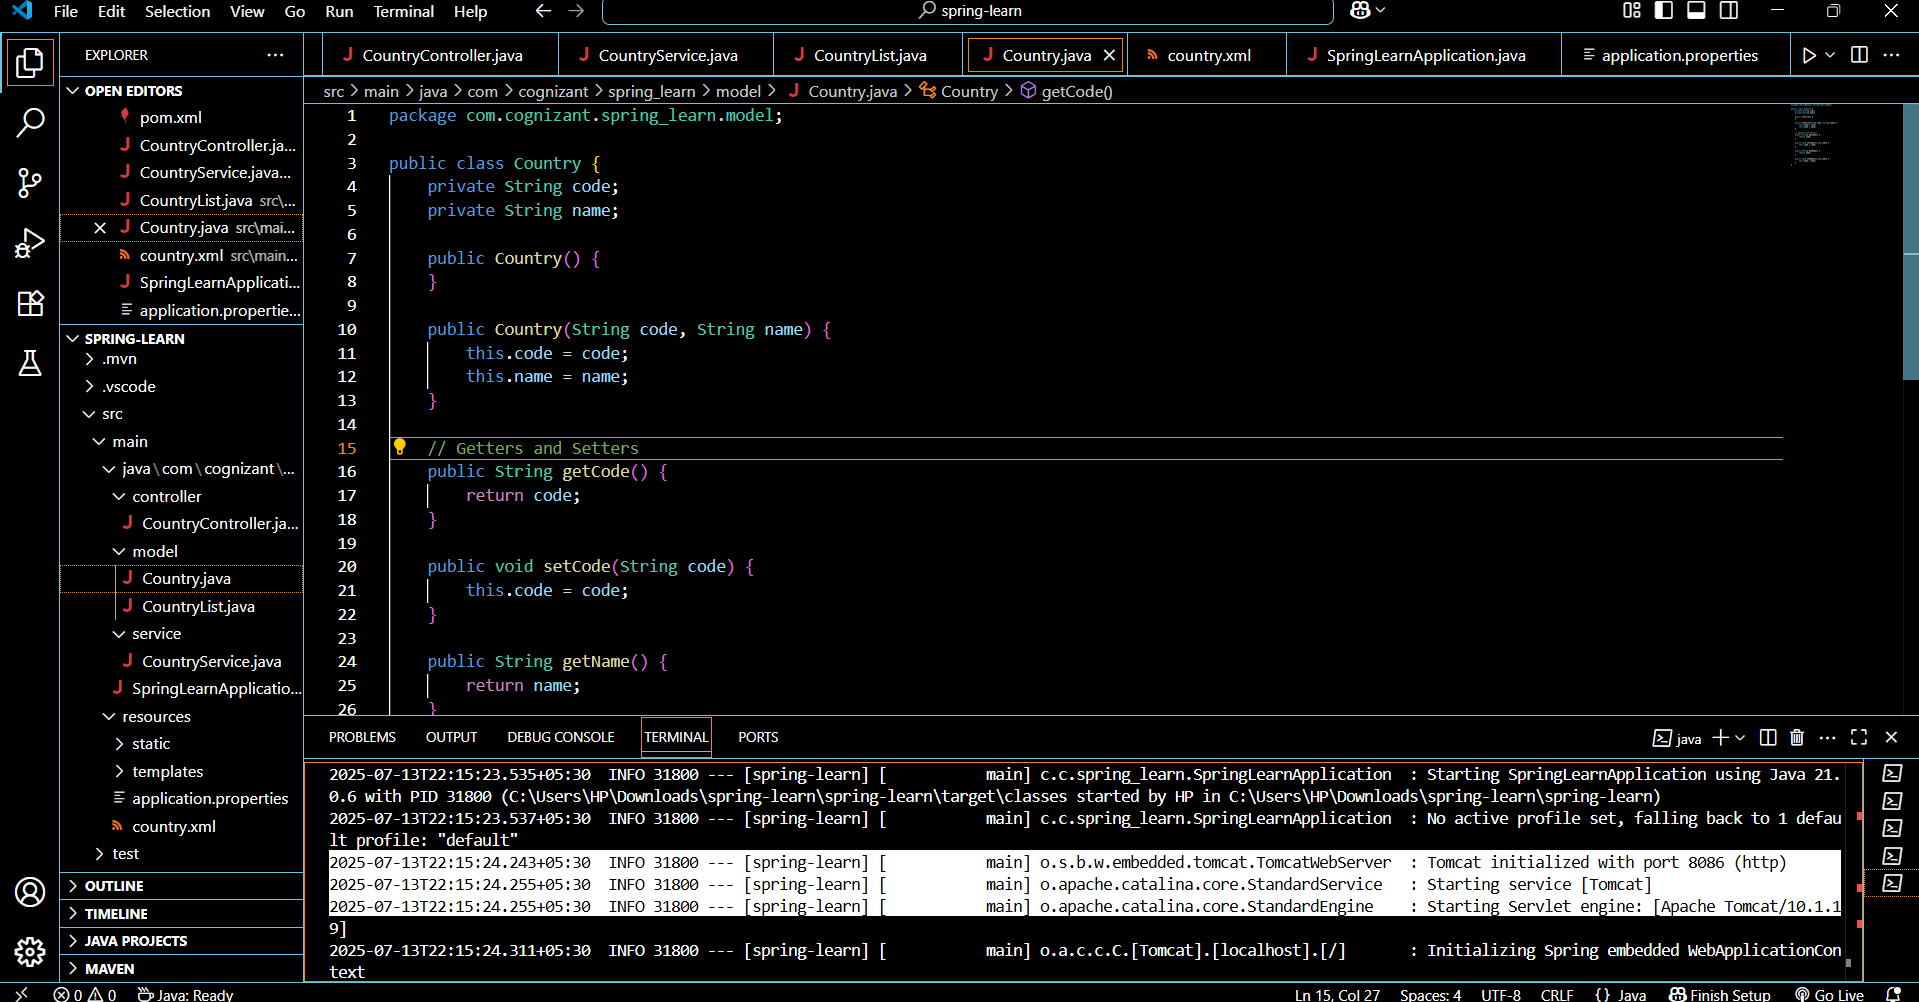 File Edit Selection View Go Run Terminal Help
spring-learn
EXPLORER
CountryController.java
CountryService.java
CountryList.java
Country.java
country.xml
SpringLearnApplication.java
application.properties
src > main > java > com > cognizant > spring_learn > model > Country.java > Country > getCode()
OPEN EDITORS
pom.xml
CountryController.ja...
CountryService.java...
CountryList.java src\...
Country.java src\mai...
country.xml src\main...
SpringLearnApplicati...
application.propertie...
SPRING-LEARN
.mvn
.vscode
src
main
java\com\cognizant\...
controller
CountryController.ja...
model
Country.java
CountryList.java
service
CountryService.java
SpringLearnApplicatio...
resources
static
templates
application.properties
country.xml
test
OUTLINE
TIMELINE
JAVA PROJECTS
MAVEN
1 package com.cognizant.spring_learn.model;
2
3 public class Country {
4 private String code;
5 private String name;
6
7 public Country() {
8 }
9
10 public Country(String code, String name) {
11 this.code = code;
12 this.name = name;
13 }
14
15 // Getters and Setters
16 public String getCode() {
17 return code;
18 }
19
20 public void setCode(String code) {
21 this.code = code;
22 }
23
24 public String getName() {
25 return name;
26 }
PROBLEMS OUTPUT DEBUG CONSOLE TERMINAL PORTS
java
2025-07-13T22:15:23.535+05:30 INFO 31800 --- [spring-learn] [ main] c.c.spring_learn.SpringLearnApplication : Starting SpringLearnApplication using Java 21.
0.6 with PID 31800 (C:\Users\HP\Downloads\spring-learn\spring-learn\target\classes started by HP in C:\Users\HP\Downloads\spring-learn\spring-learn)
2025-07-13T22:15:23.537+05:30 INFO 31800 --- [spring-learn] [ main] c.c.spring_learn.SpringLearnApplication : No active profile set, falling back to 1 defau
lt profile: "default"
2025-07-13T22:15:24.243+05:30 INFO 31800 --- [spring-learn] [ main] o.s.b.w.embedded.tomcat.TomcatWebServer : Tomcat initialized with port 8086 (http)
2025-07-13T22:15:24.255+05:30 INFO 31800 --- [spring-learn] [ main] o.apache.catalina.core.StandardService : Starting service [Tomcat]
2025-07-13T22:15:24.255+05:30 INFO 31800 --- [spring-learn] [ main] o.apache.catalina.core.StandardEngine : Starting Servlet engine: [Apache Tomcat/10.1.1
9]
2025-07-13T22:15:24.311+05:30 INFO 31800 --- [spring-learn] [ main] o.a.c.c.C.[Tomcat].[localhost].[/] : Initializing Spring embedded WebApplicationCon
text
0 0 Java: Ready
Ln 15, Col 27 Spaces: 4 UTF-8 CRLF {} Java Finish Setup Go Live